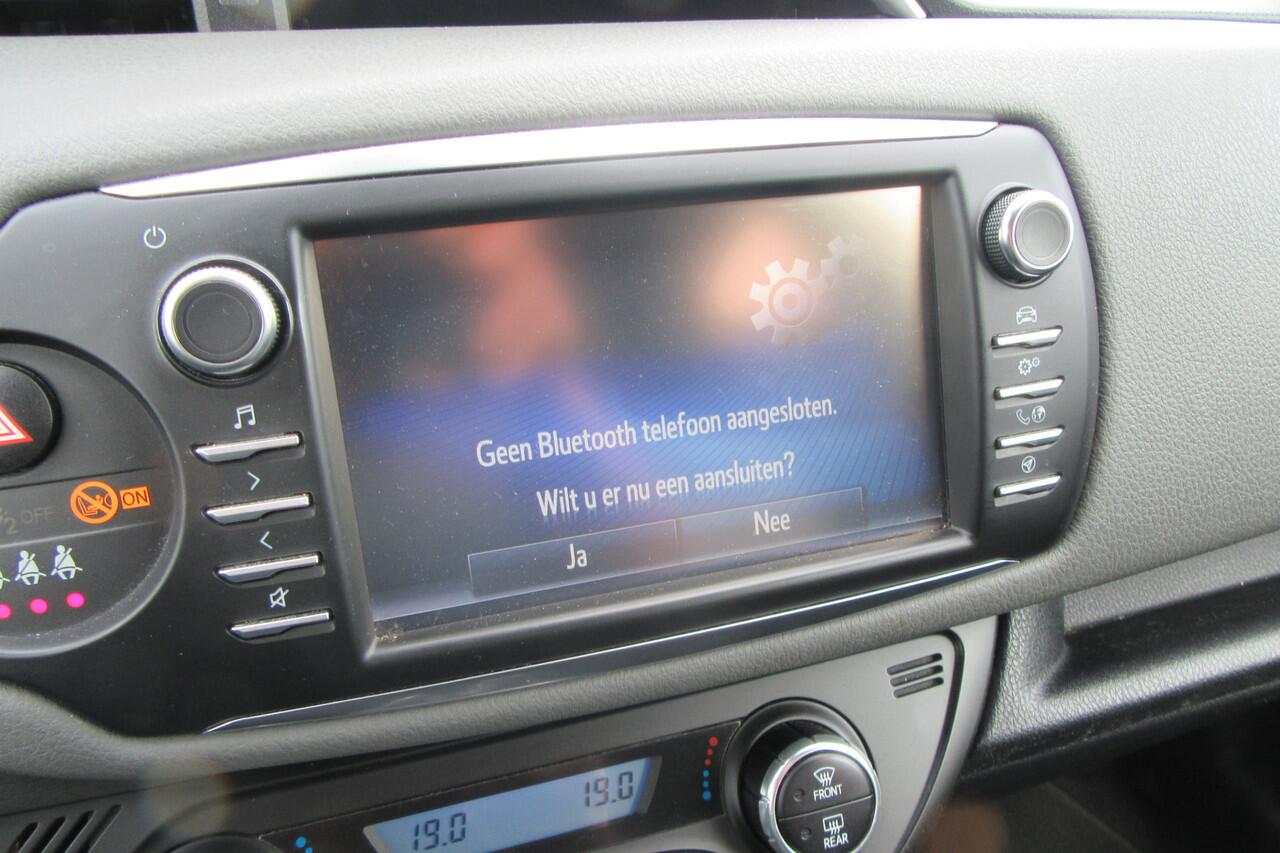 Geen Bluetooth telefoon aangesloten.
Wilt u er nu een aansluiten?
Ja
Nee
OFF
ON
19.0
19.0
FRONT
REAR